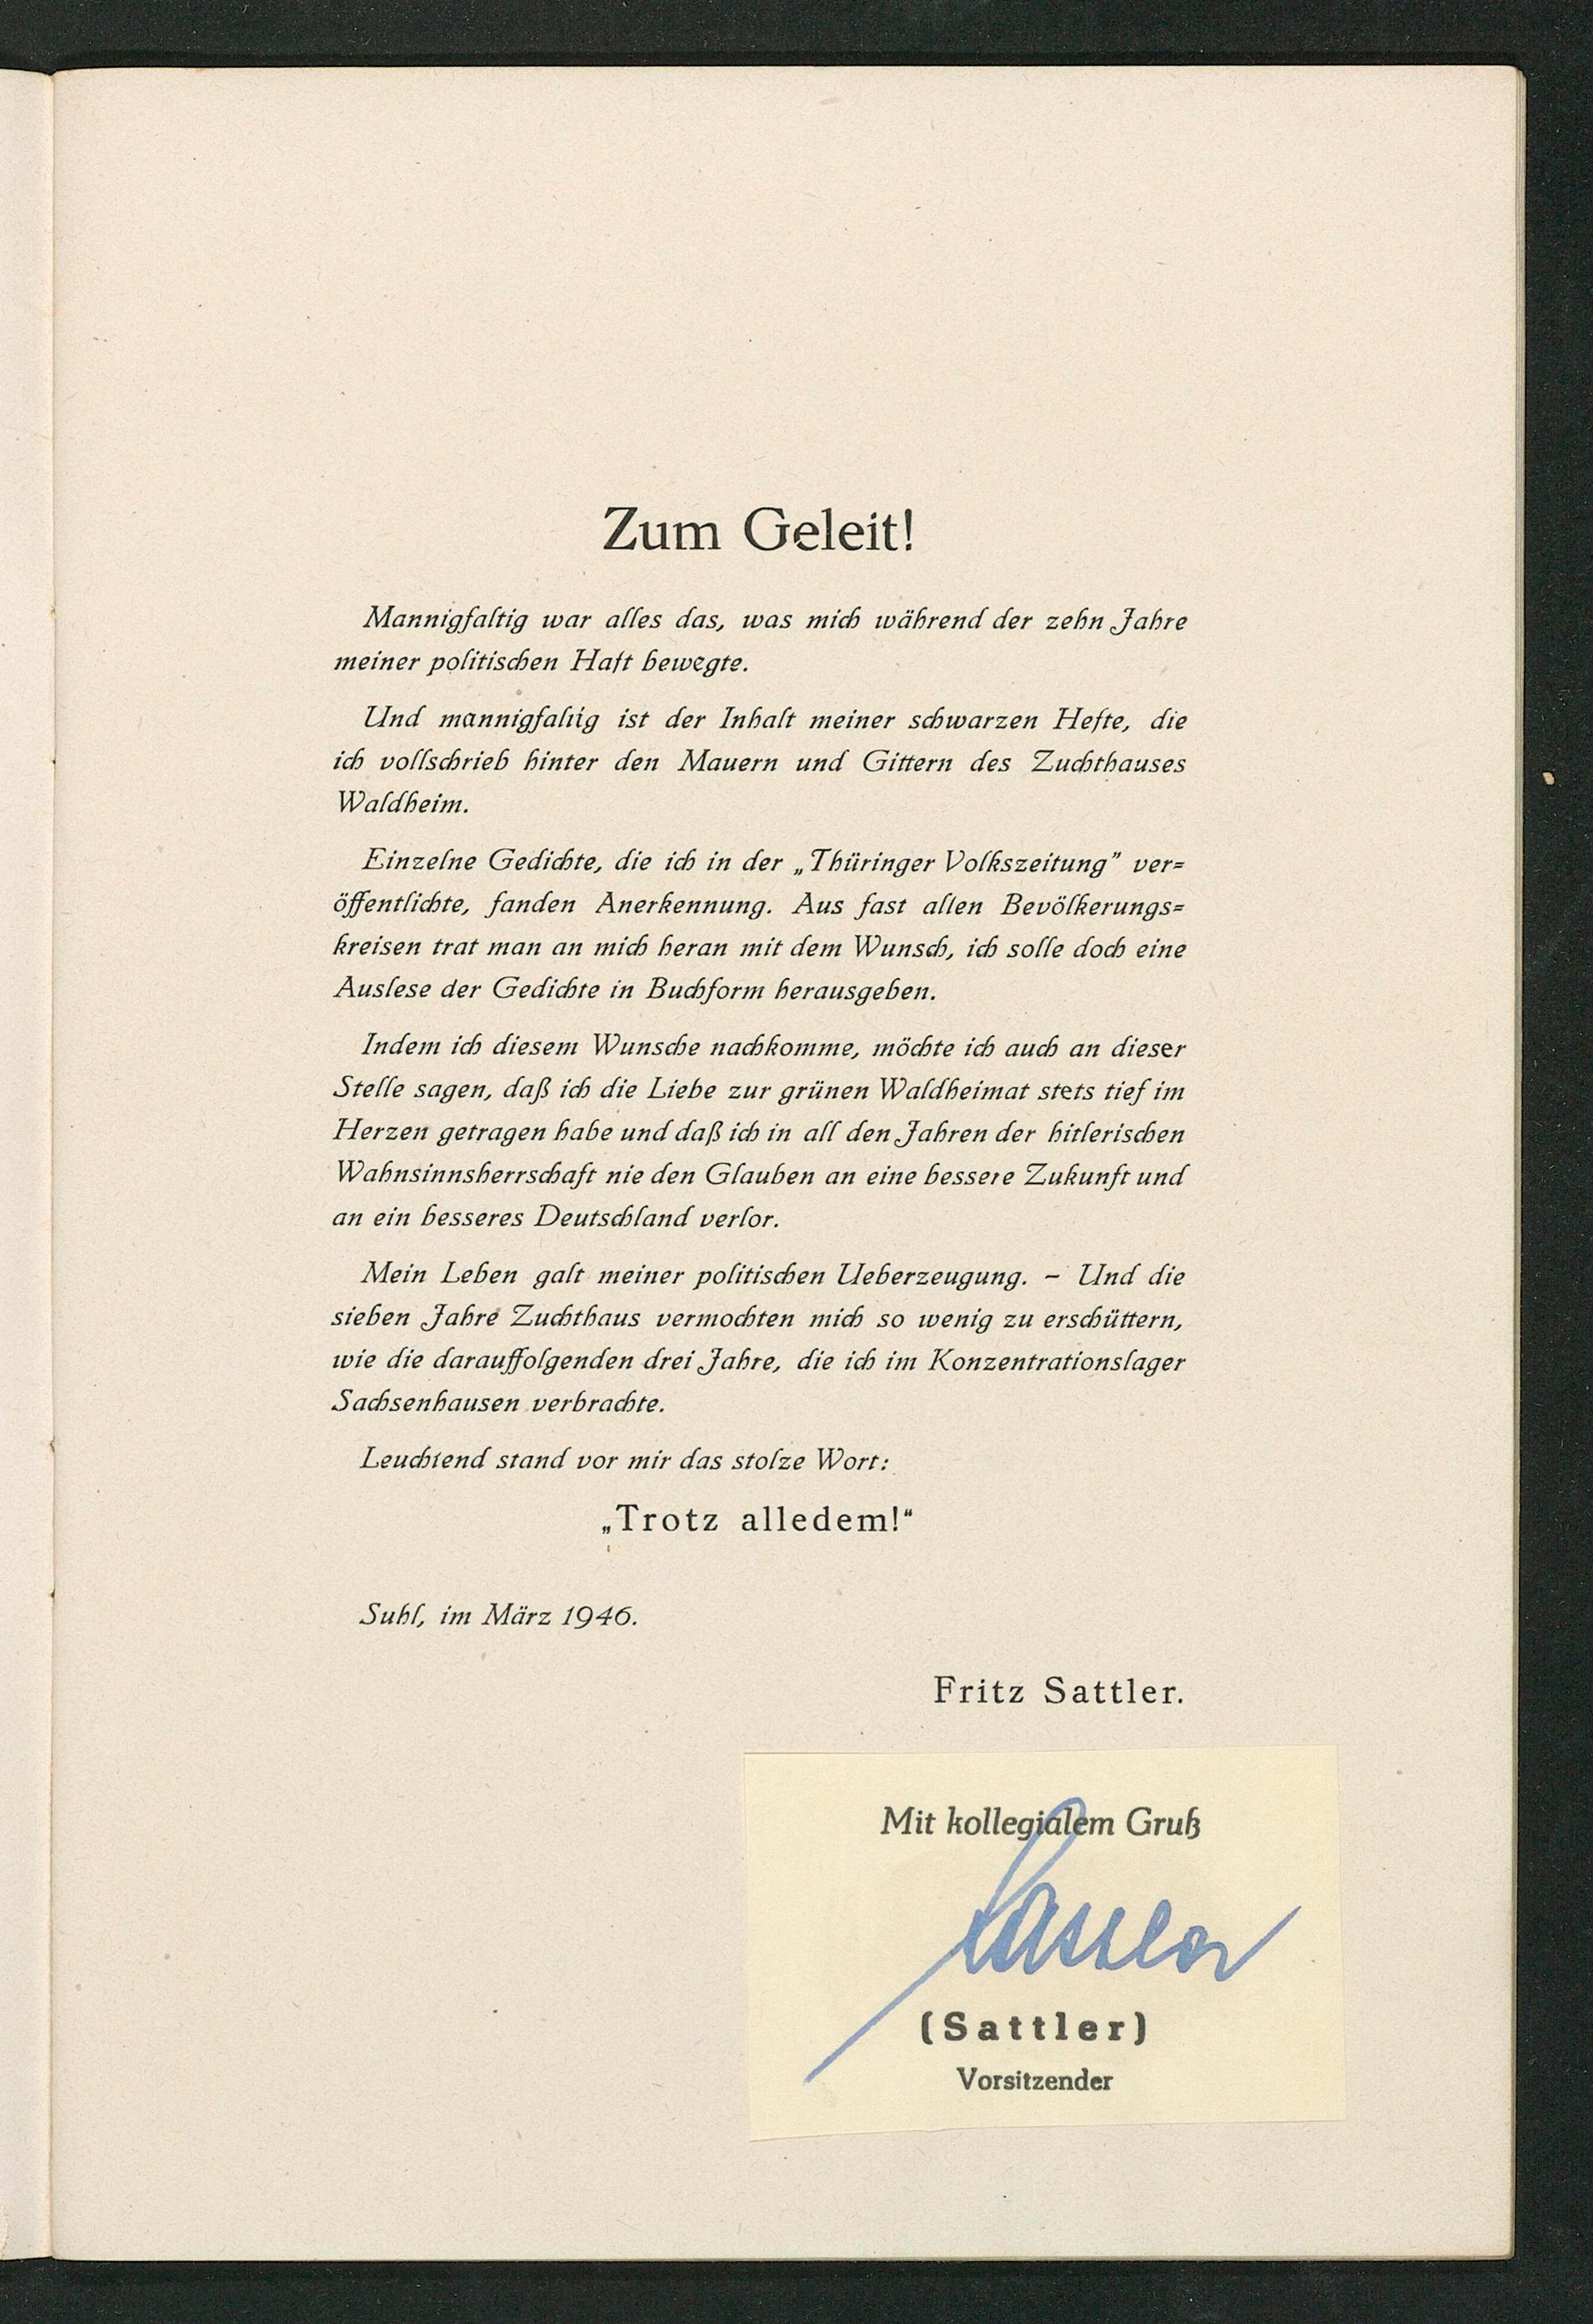 Zum Geleit!
Mannigfaltig war alles das, was mich während der zehn Jahre
meiner politischen Haft bewegte.
Und mannigfaltig ist der Inhalt meiner schwarzen Hefte, die
ich vollschrieb hinter den Mauern und Gittern des Zuchthauses
Waldheim.
Einzelne Gedichte, die ich in der „Thüringer Volkszeitung" ver=
öffentlichte, fanden Anerkennung. Aus fast allen Bevölkerungs=
kreisen trat man an mich heran mit dem Wunsch, ich solle doch eine
Auslese der Gedichte in Buchform herausgeben.
Indem ich diesem Wunsche nachkomme, möchte ich auch an dieser
Stelle sagen, daß ich die Liebe zur grünen Waldheimat stets tief im
Herzen getragen habe und daß ich in all den Jahren der hitlerischen
Wahnsinnsherrschaft nie den Glauben an eine bessere Zukunft und
an ein besseres Deutschland verlor.
Mein Leben galt meiner politischen Ueberzeugung. – Und die
sieben Jahre Zuchthaus vermochten mich so wenig zu erschüttern,
wie die darauffolgenden drei Jahre, die ich im Konzentrationslager
Sachsenhausen verbrachte.
Leuchtend stand vor mir das stolze Wort:
„Trotz alledem!“
Suhl, im März 1946.
Fritz Sattler.
Mit kollegialem Gruß
Sattler
(Sattler)
Vorsitzender